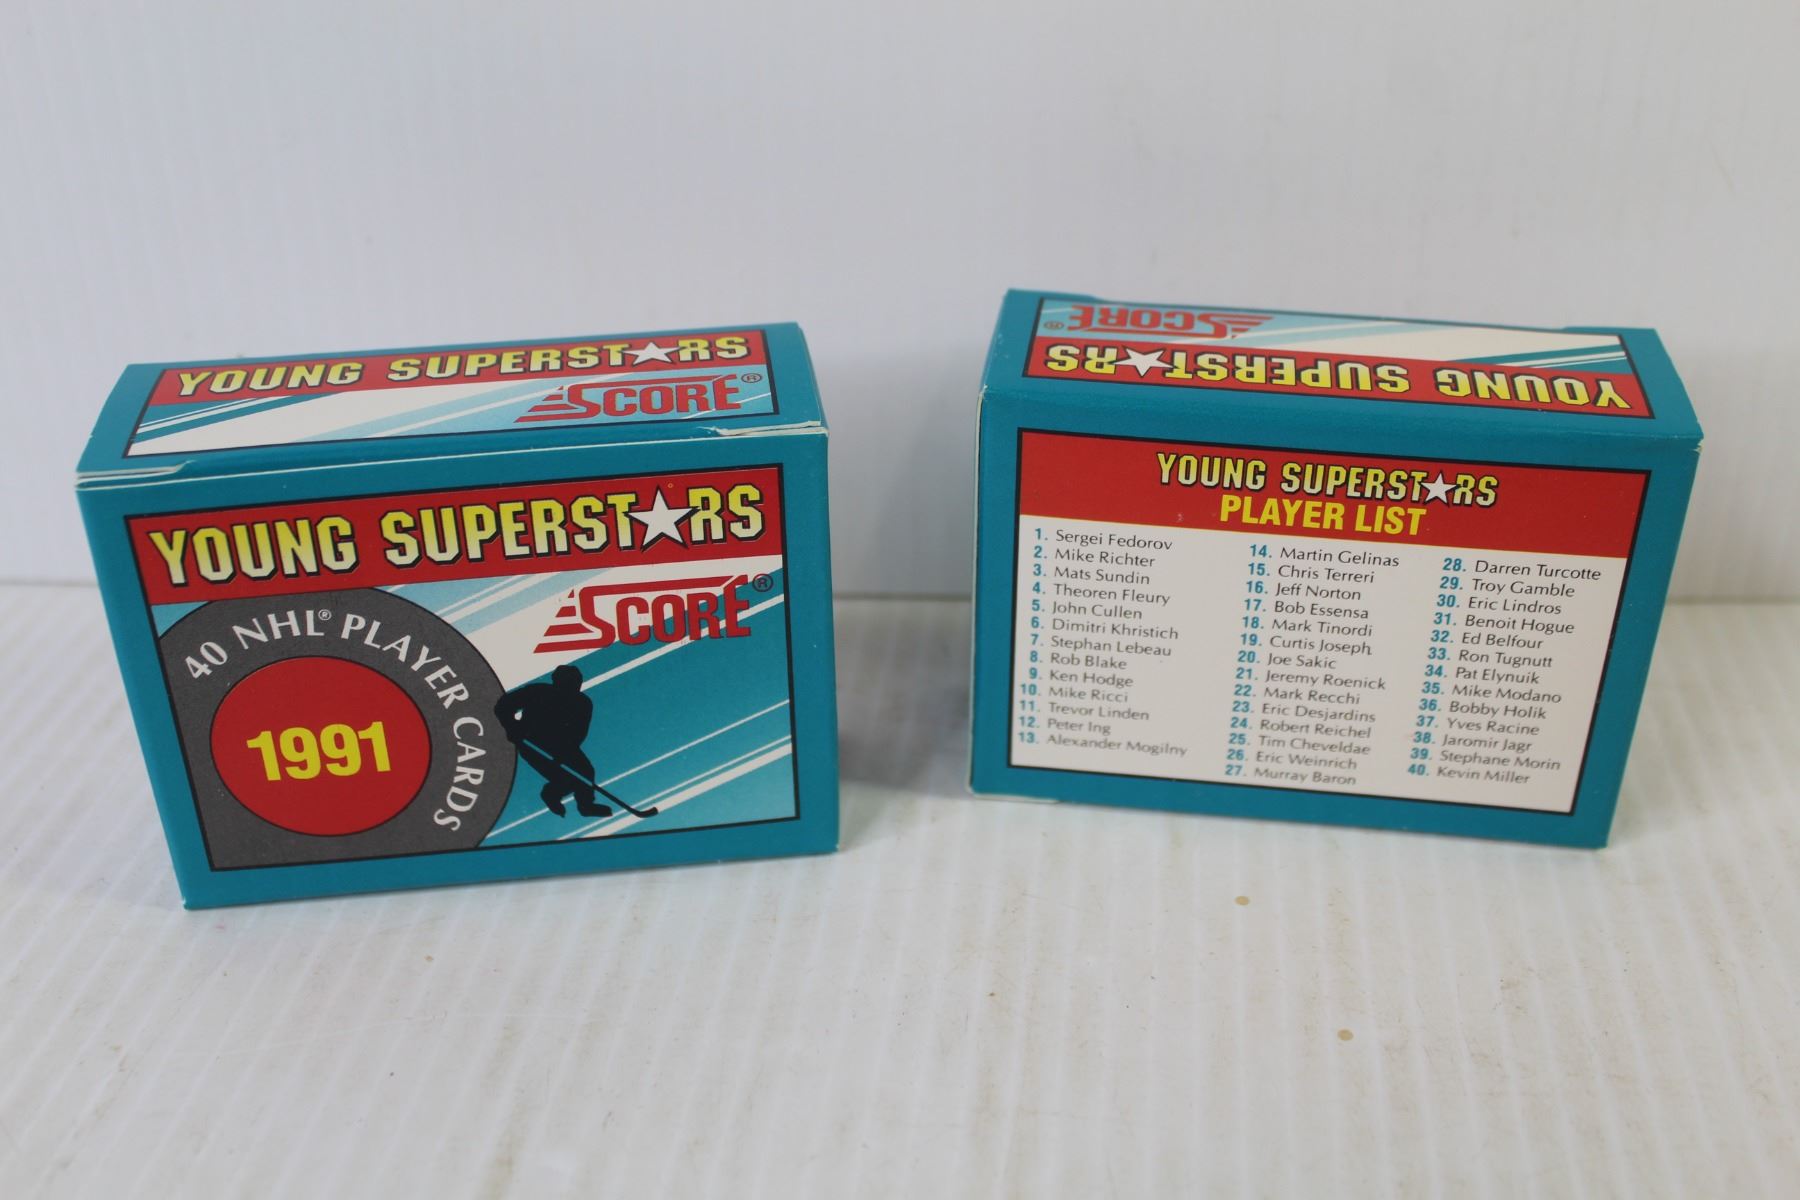 YOUNG SUPERSTARS
SCORE®
YOUNG SUPERSTARS
SCORE®
40 NHL® PLAYER CARDS
1991
SCORE®
YOUNG SUPERSTARS
YOUNG SUPERSTARS
PLAYER LIST
1. Sergei Fedorov
2. Mike Richter
3. Mats Sundin
4. Theoren Fleury
5. John Cullen
6. Dimitri Khristich
7. Stephan Lebeau
8. Rob Blake
9. Ken Hodge
10. Mike Ricci
11. Trevor Linden
12. Peter Ing
13. Alexander Mogilny
14. Martin Gelinas
15. Chris Terreri
16. Jeff Norton
17. Bob Essensa
18. Mark Tinordi
19. Curtis Joseph
20. Joe Sakic
21. Jeremy Roenick
22. Mark Recchi
23. Eric Desjardins
24. Robert Reichel
25. Tim Cheveldae
26. Eric Weinrich
27. Murray Baron
28. Darren Turcotte
29. Troy Gamble
30. Eric Lindros
31. Benoit Hogue
32. Ed Belfour
33. Ron Tugnutt
34. Pat Elynuik
35. Mike Modano
36. Bobby Holik
37. Yves Racine
38. Jaromir Jagr
39. Stephane Morin
40. Kevin Miller